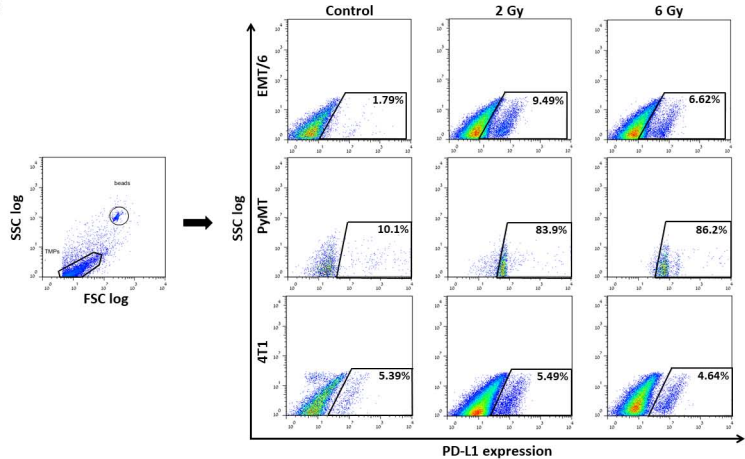 Control 2 Gy 6 Gy
EMT/6
1.79%
9.49%
6.62%
SSC log
beads
TMPs
FSC log
SSC log
PyMT
10.1%
83.9%
86.2%
4T1
5.39%
5.49%
4.64%
PD-L1 expression